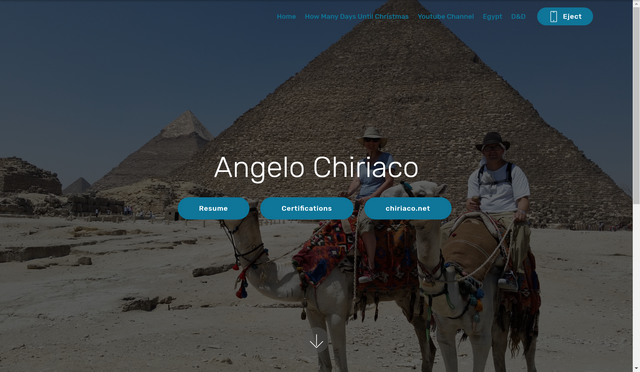 Home How Many Days Until Christmas Youtube Channel Egypt D&D Eject
Angelo Chiriaco
Resume Certifications chiriaco.net